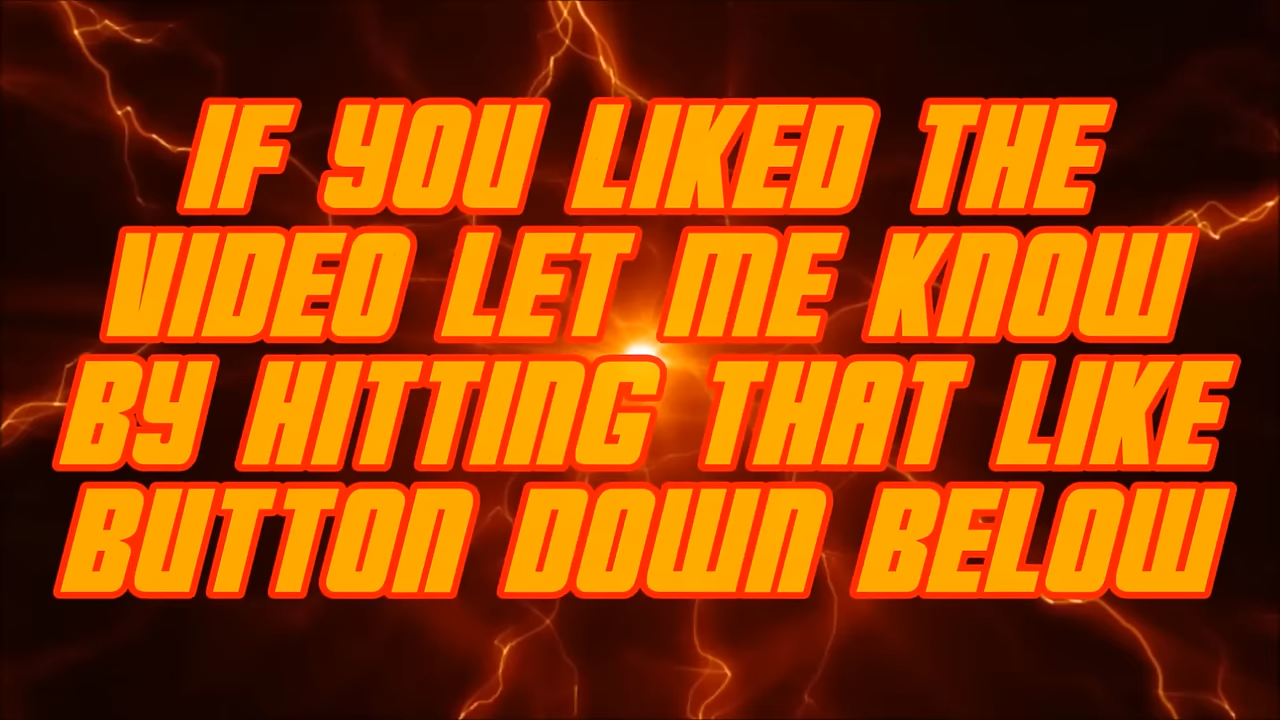 IF YOU LIKED THE
VIDEO LET ME KNOW
BY HITTING THAT LIKE
BUTTON DOWN BELOW